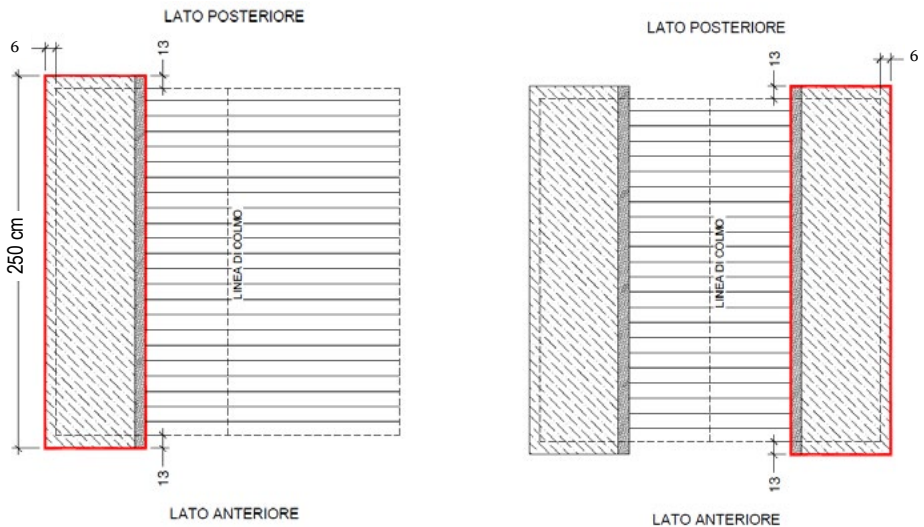 LATO POSTERIORE
6
13
250 cm
LINEA DI COLMO
13
LATO ANTERIORE
LATO POSTERIORE
13
6
LINEA DI COLMO
13
LATO ANTERIORE